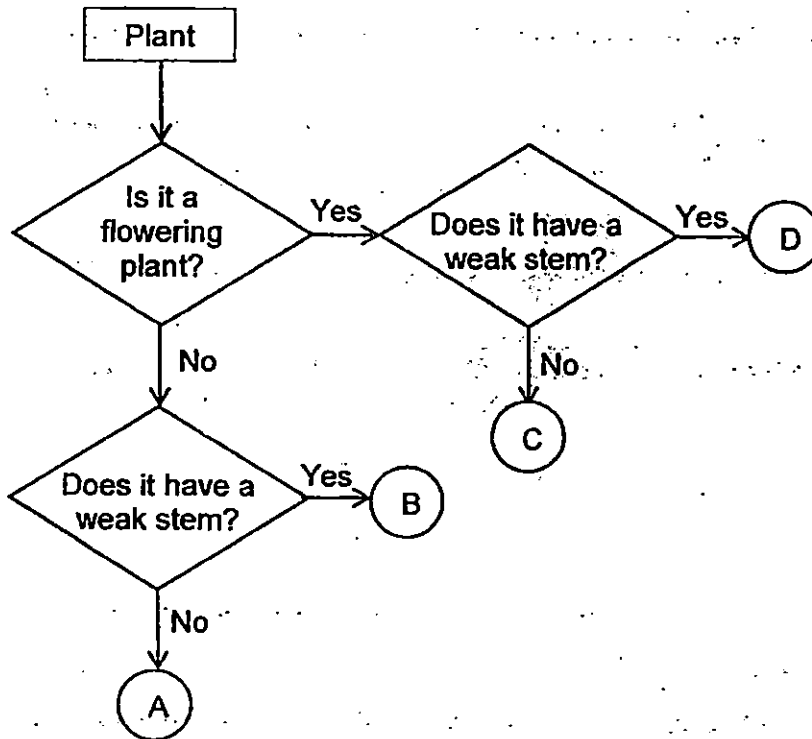 Plant
Is it a
flowering
plant?
Yes
Does it have a
weak stem?
Yes
D
No
No
C
Does it have a
weak stem?
Yes
B
No
A